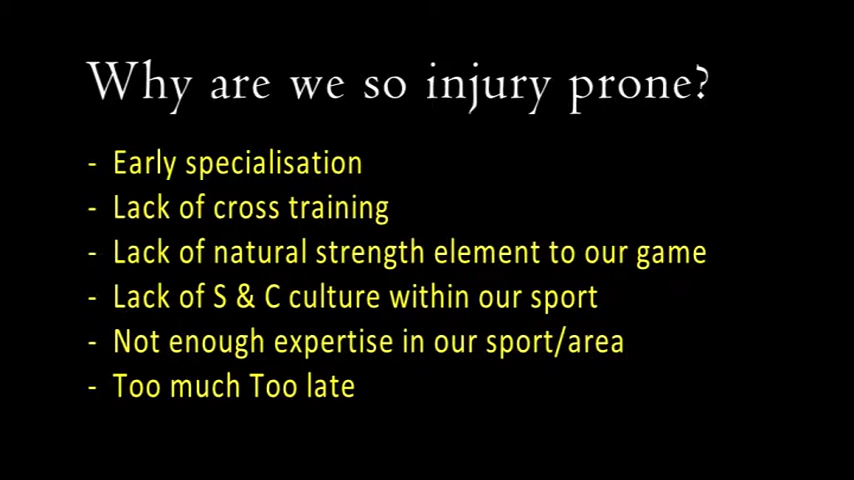 Why are we so injury prone?
- Early specialisation
- Lack of cross training
- Lack of natural strength element to our game
- Lack of S & C culture within our sport
- Not enough expertise in our sport/area
- Too much Too late